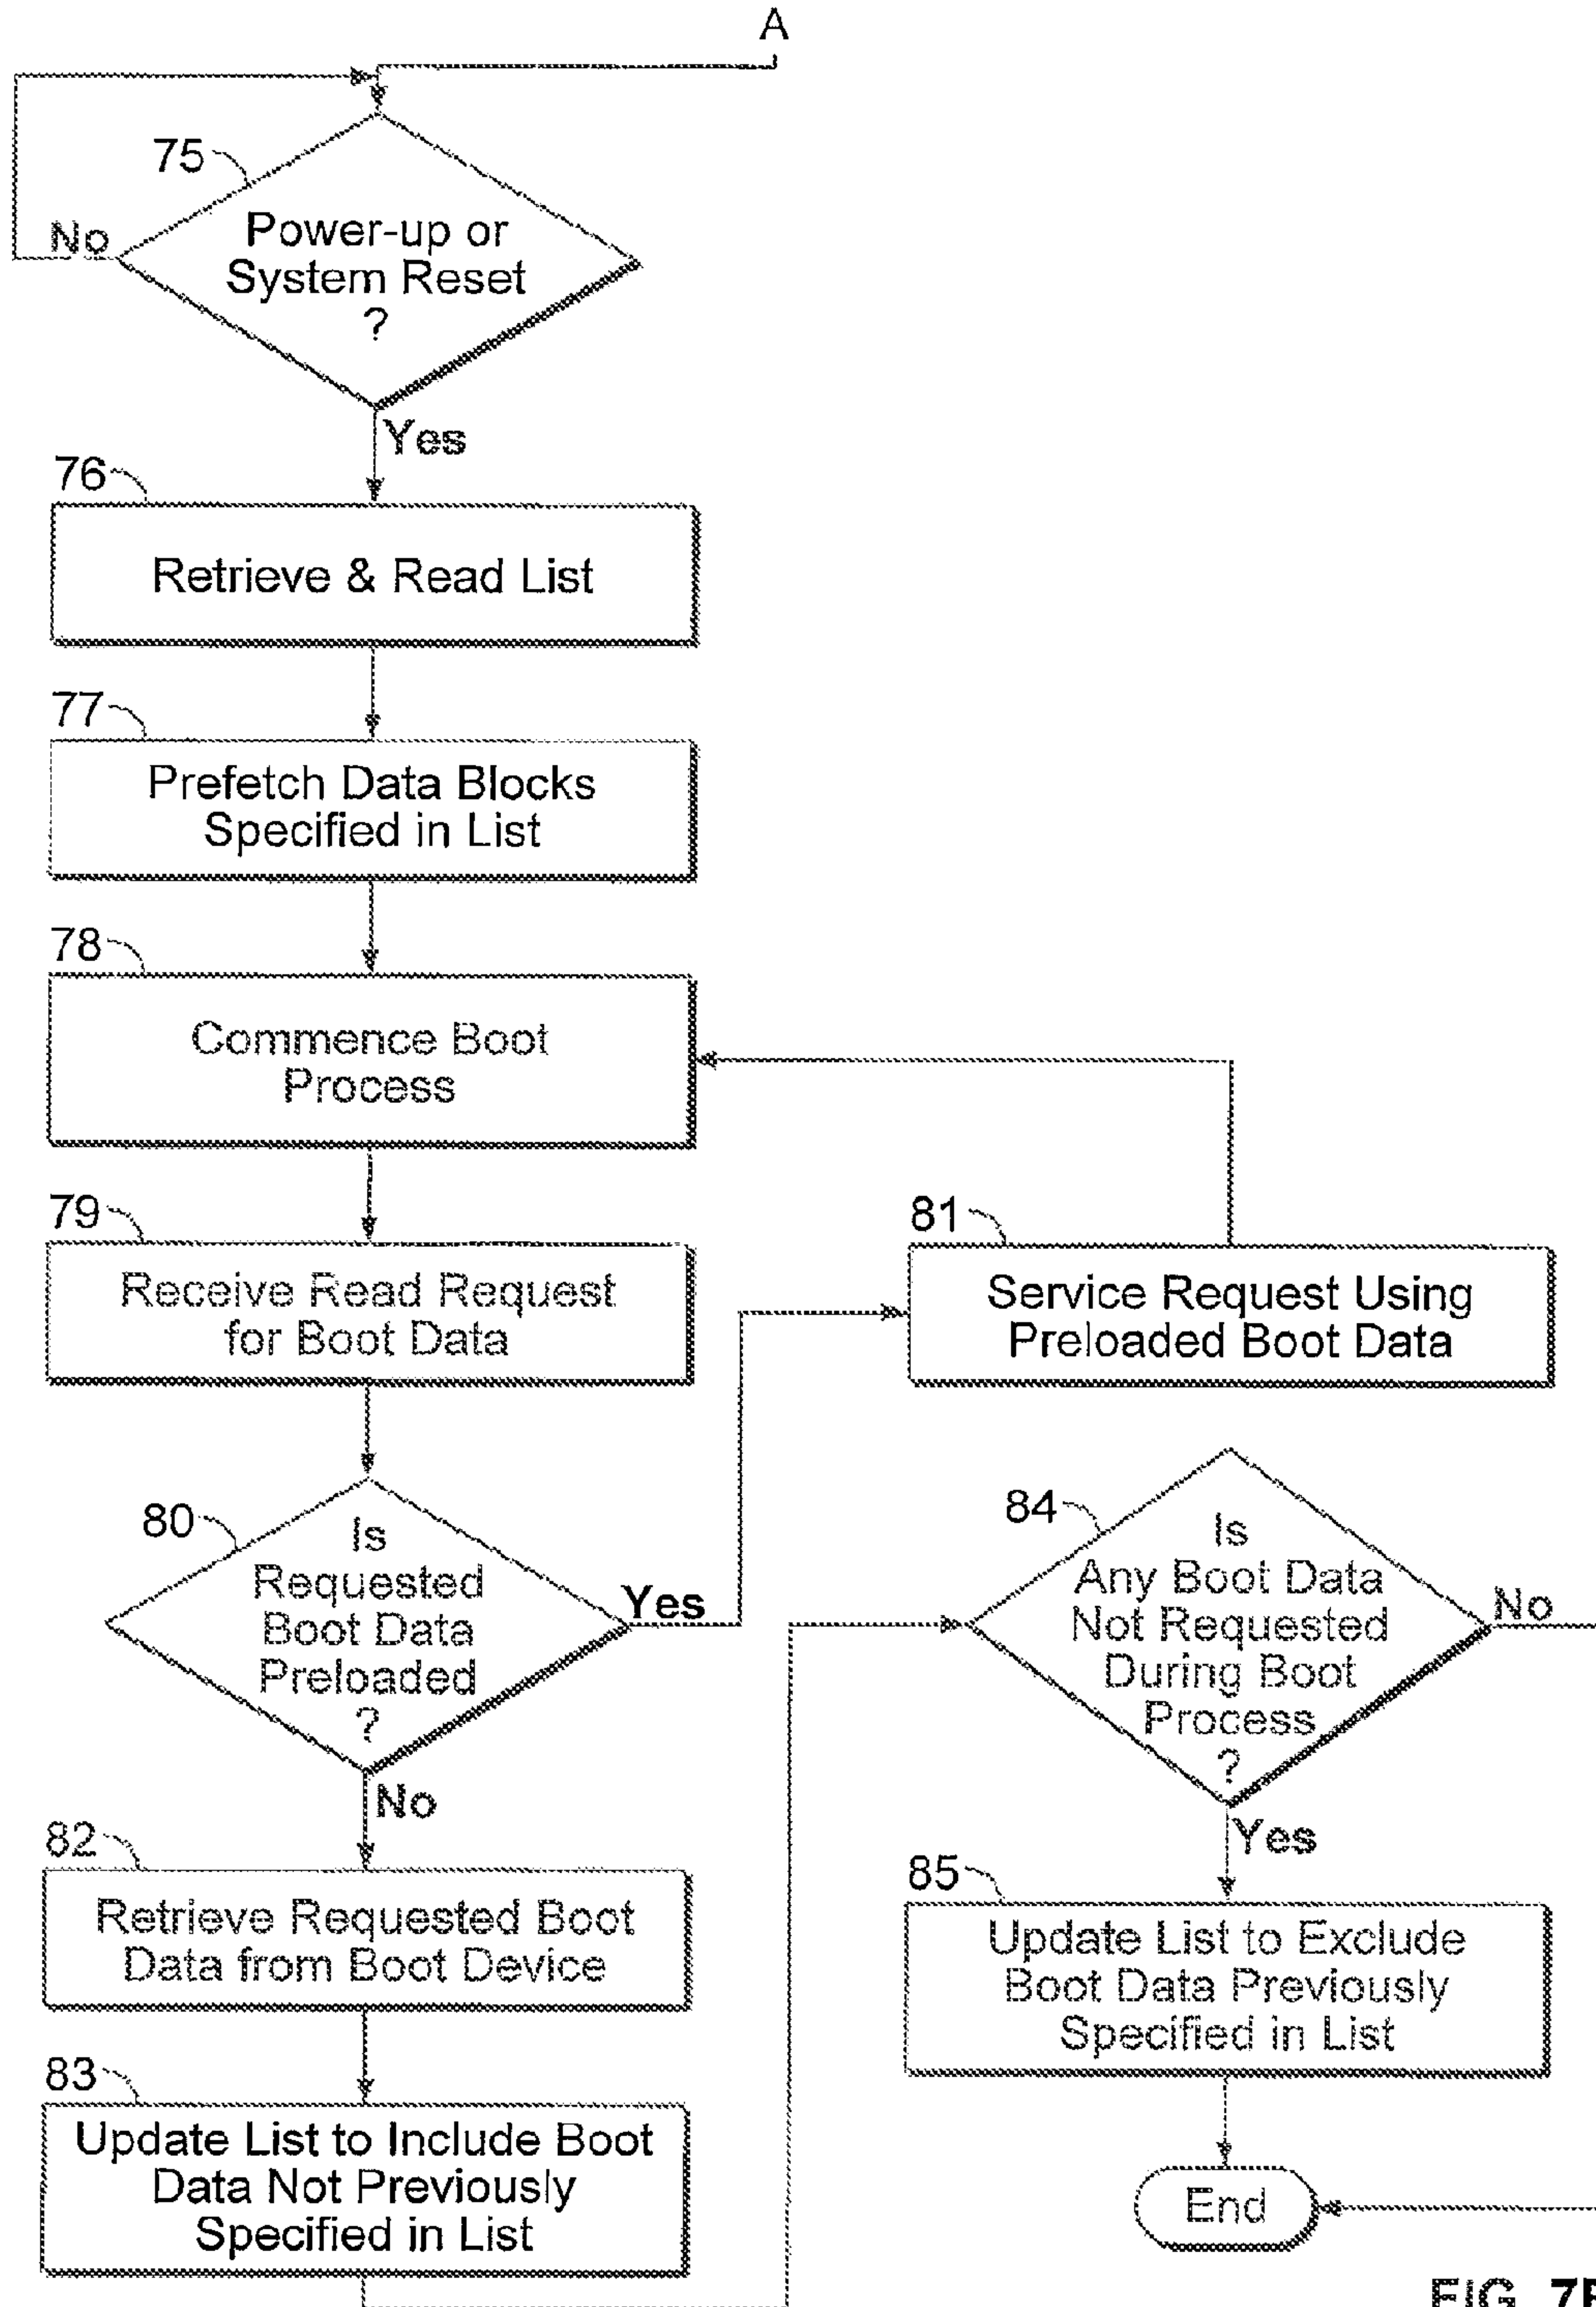 A
75
Power-up or
System Reset
?
No
Yes
76
Retrieve & Read List
77
Prefetch Data Blocks
Specified in List
78
Commence Boot
Process
79
Receive Read Request
for Boot Data
81
Service Request Using
Preloaded Boot Data
80
Is
Requested
Boot Data
Preloaded
?
Yes
No
84
Is
Any Boot Data
Not Requested
During Boot
Process
?
No
Yes
82
Retrieve Requested Boot
Data from Boot Device
85
Update List to Exclude
Boot Data Previously
Specified in List
83
Update List to Include Boot
Data Not Previously
Specified in List
End
FIG. 7B